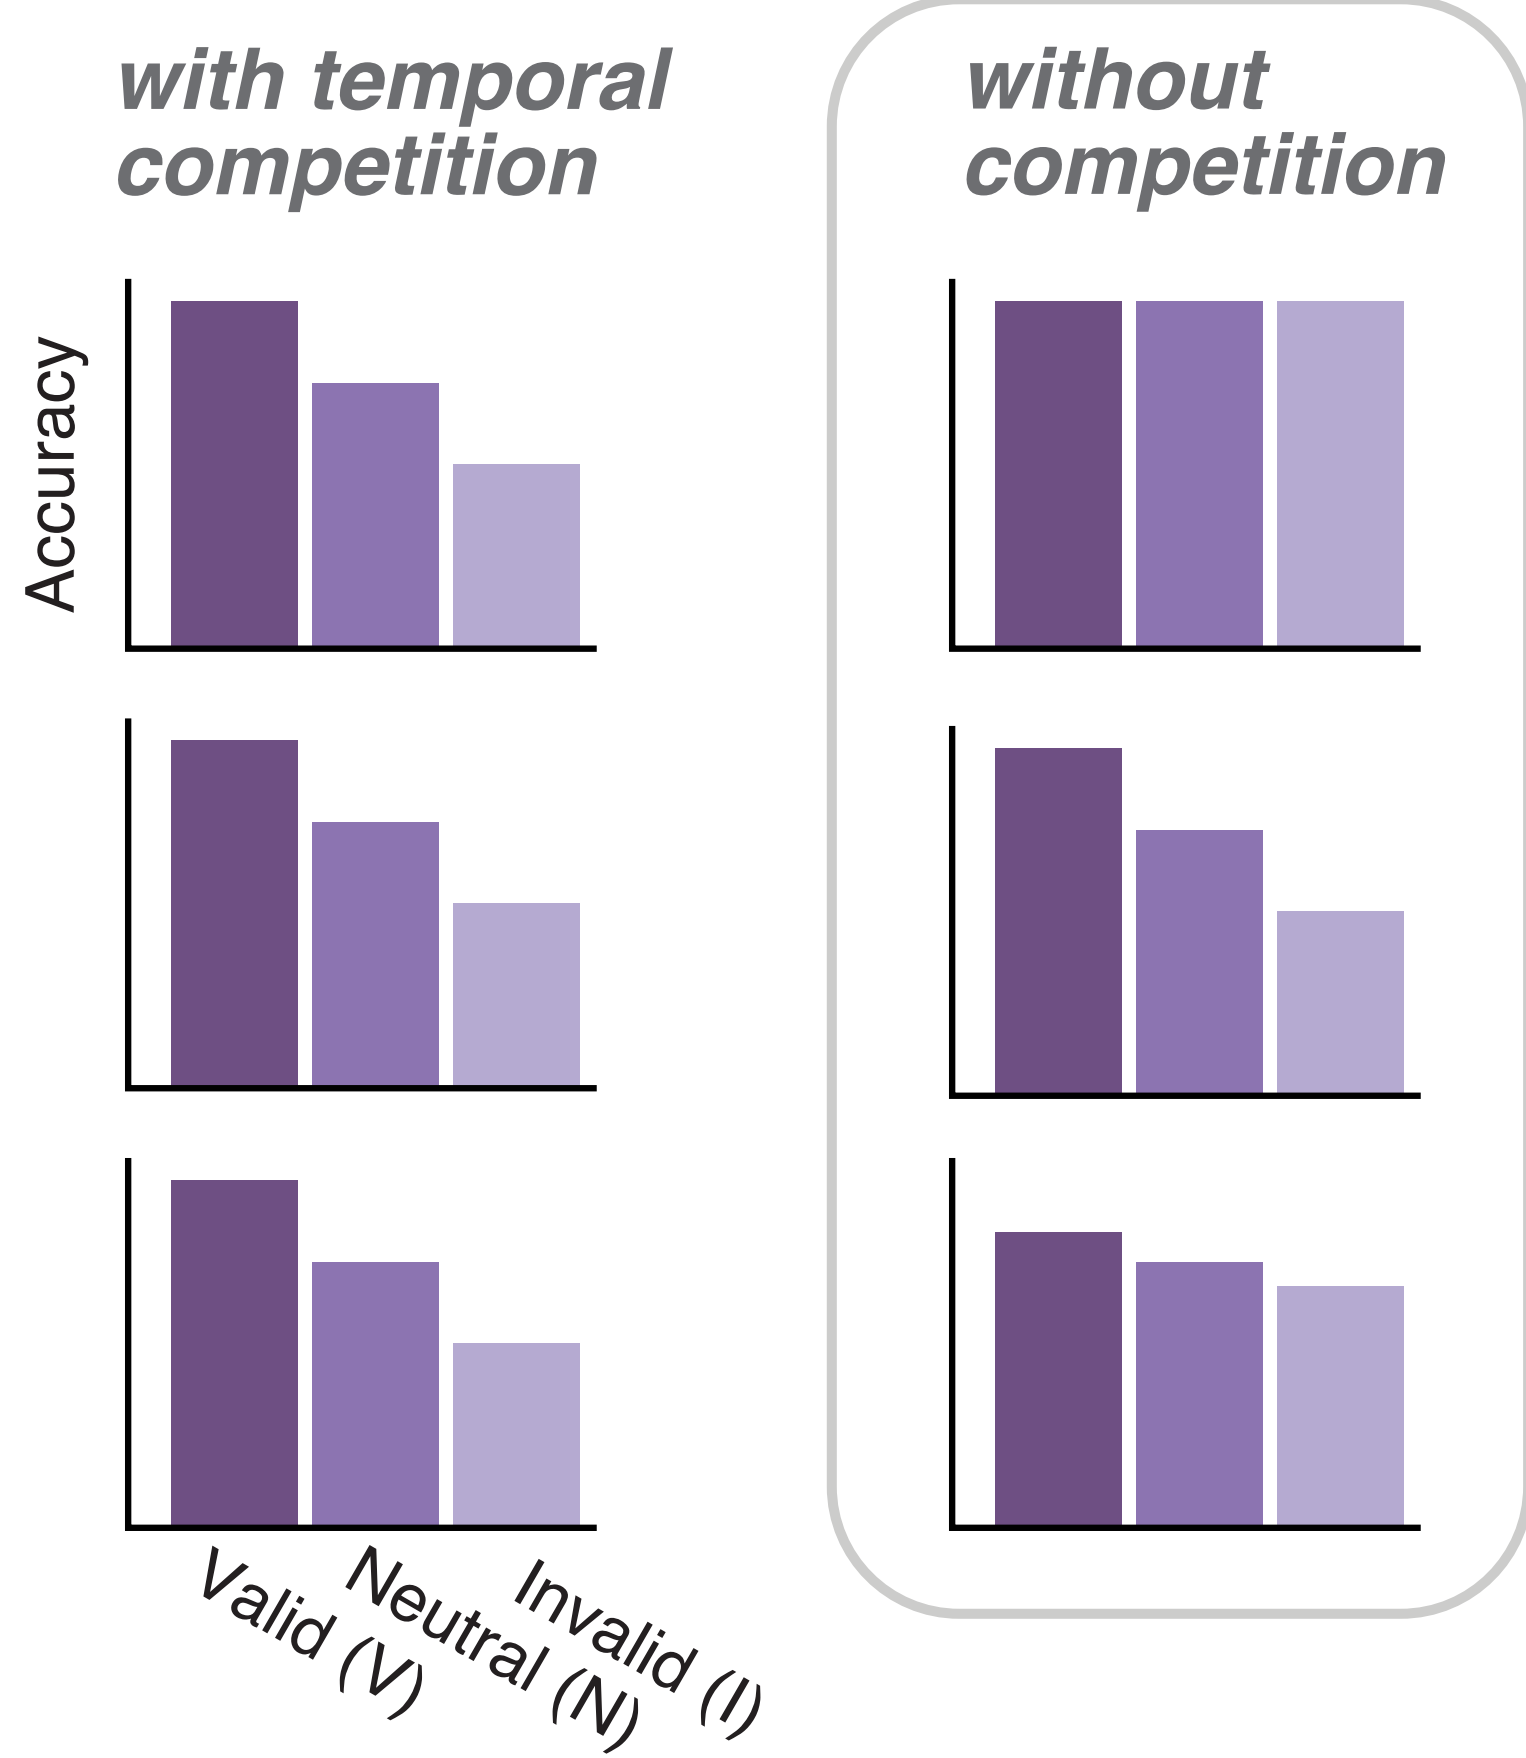 with temporal
competition
without
competition
Accuracy
Valid (V)
Neutral (N)
Invalid (I)